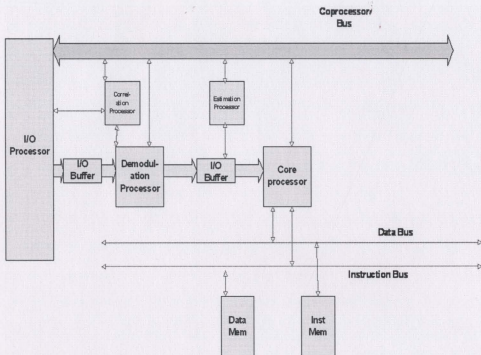 Coprocessor/
Bus
I/O
Processor
Correl-
ation
Processor
Estimation
Processor
I/O
Buffer
Demodul-
ation
Processor
I/O
Buffer
Core
processor
Data Bus
Instruction Bus
Data
Mem
Inst
Mem